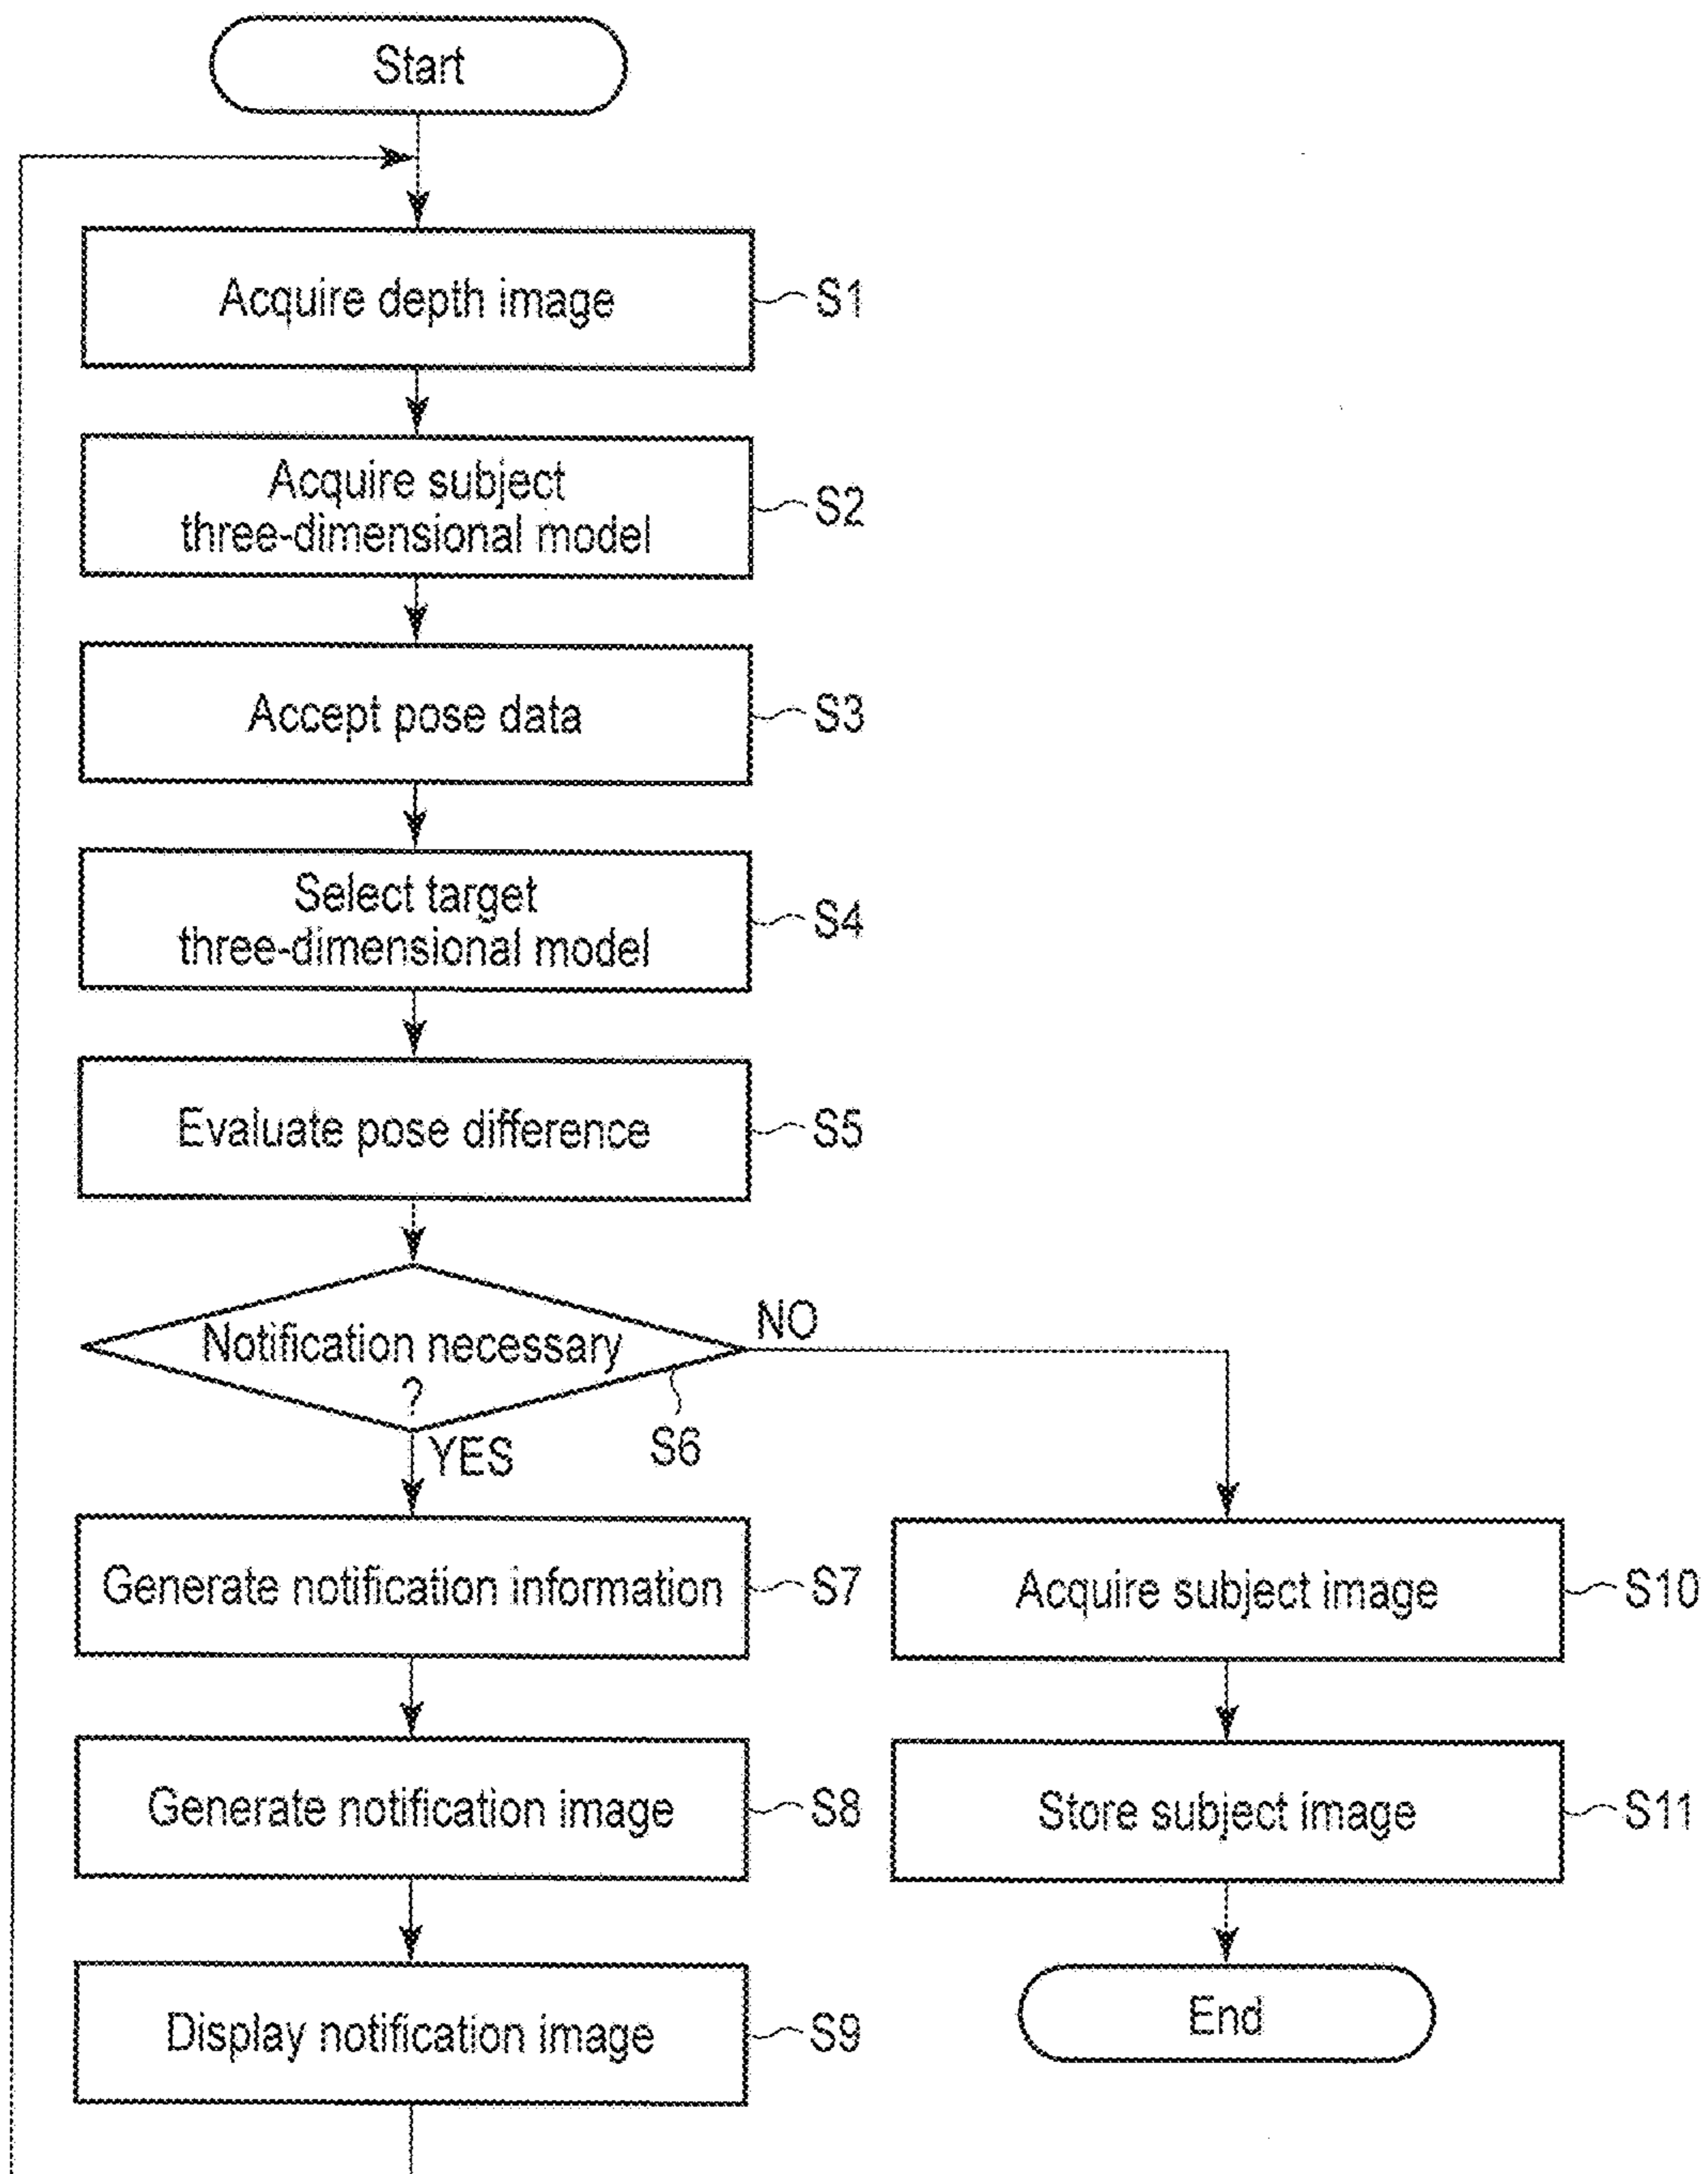 Start
Acquire depth image
S1
Acquire subject
three-dimensional model
S2
Accept pose data
S3
Select target
three-dimensional model
S4
Evaluate pose difference
S5
Notification necessary
?
S6
NO
YES
Generate notification information
S7
Generate notification image
S8
Display notification image
S9
Acquire subject image
S10
Store subject image
S11
End